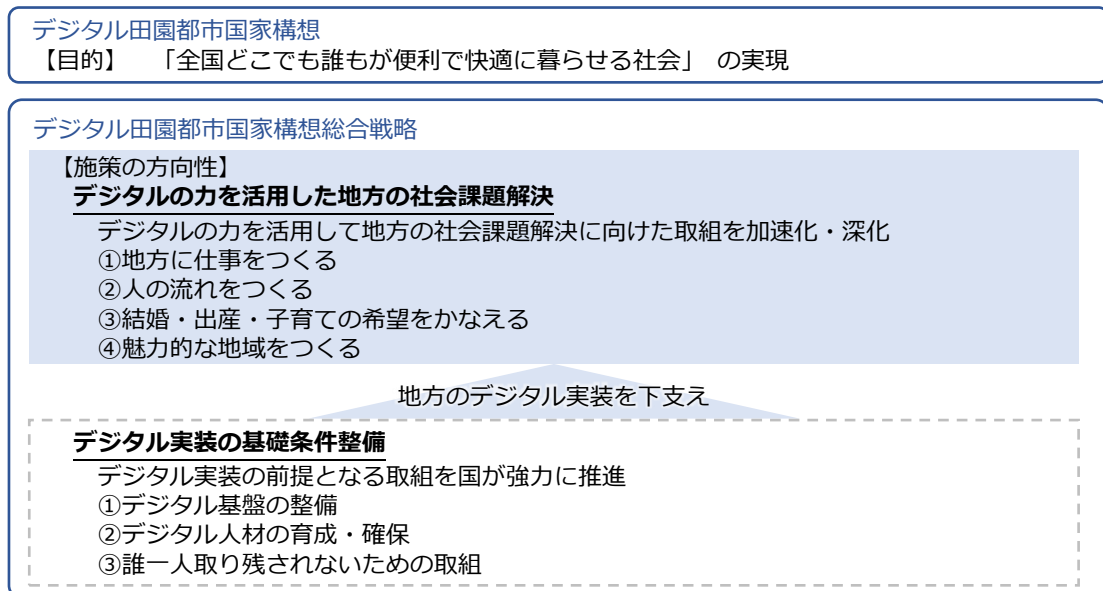 デジタル田園都市国家構想
【目的】　「全国どこでも誰もが便利で快適に暮らせる社会」 の実現
デジタル田園都市国家構想総合戦略
【施策の方向性】
デジタルの力を活用した地方の社会課題解決
デジタルの力を活用して地方の社会課題解決に向けた取組を加速化・深化
①地方に仕事をつくる
②人の流れをつくる
③結婚・出産・子育ての希望をかなえる
④魅力的な地域をつくる
地方のデジタル実装を下支え
デジタル実装の基礎条件整備
デジタル実装の前提となる取組を国が強力に推進
①デジタル基盤の整備
②デジタル人材の育成・確保
③誰一人取り残されないための取組